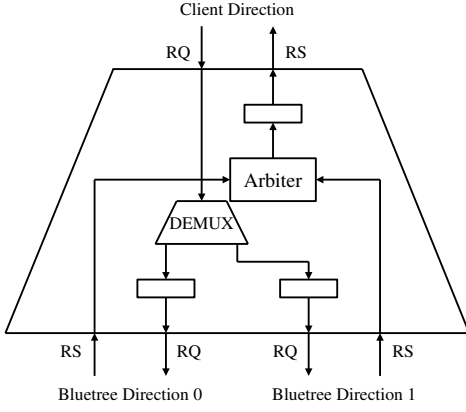 Client Direction
RQ RS
Arbiter
DEMUX
RS RQ RQ RS
Bluetree Direction 0 Bluetree Direction 1